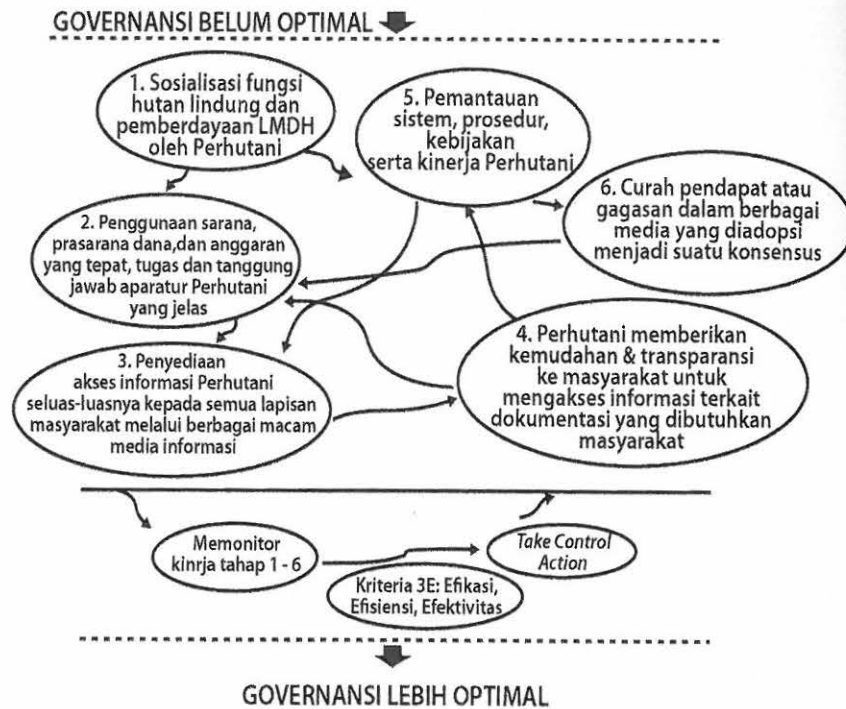 GOVERNANSI BELUM OPTIMAL
1. Sosialisasi fungsi
hutan lindung dan
pemberdayaan LMDH
oleh Perhutani
5. Pemantauan
sistem, prosedur,
kebijakan
serta kinerja Perhutani
2. Penggunaan sarana,
prasarana dana,dan anggaran
yang tepat, tugas dan tanggung
jawab aparatur Perhutani
yang jelas
6. Curah pendapat atau
gagasan dalam berbagai
media yang diadopsi
menjadi suatu konsensus
3. Penyediaan
akses informasi Perhutani
seluas-luasnya kepada semua lapisan
masyarakat melalui berbagai macam
media informasi
4. Perhutani memberikan
kemudahan & transparansi
ke masyarakat untuk
mengakses informasi terkait
dokumentasi yang dibutuhkan
masyarakat
Memonitor
kinrja tahap 1 - 6
Take Control
Action
Kriteria 3E: Efikasi,
Efisiensi, Efektivitas
GOVERNANSI LEBIH OPTIMAL